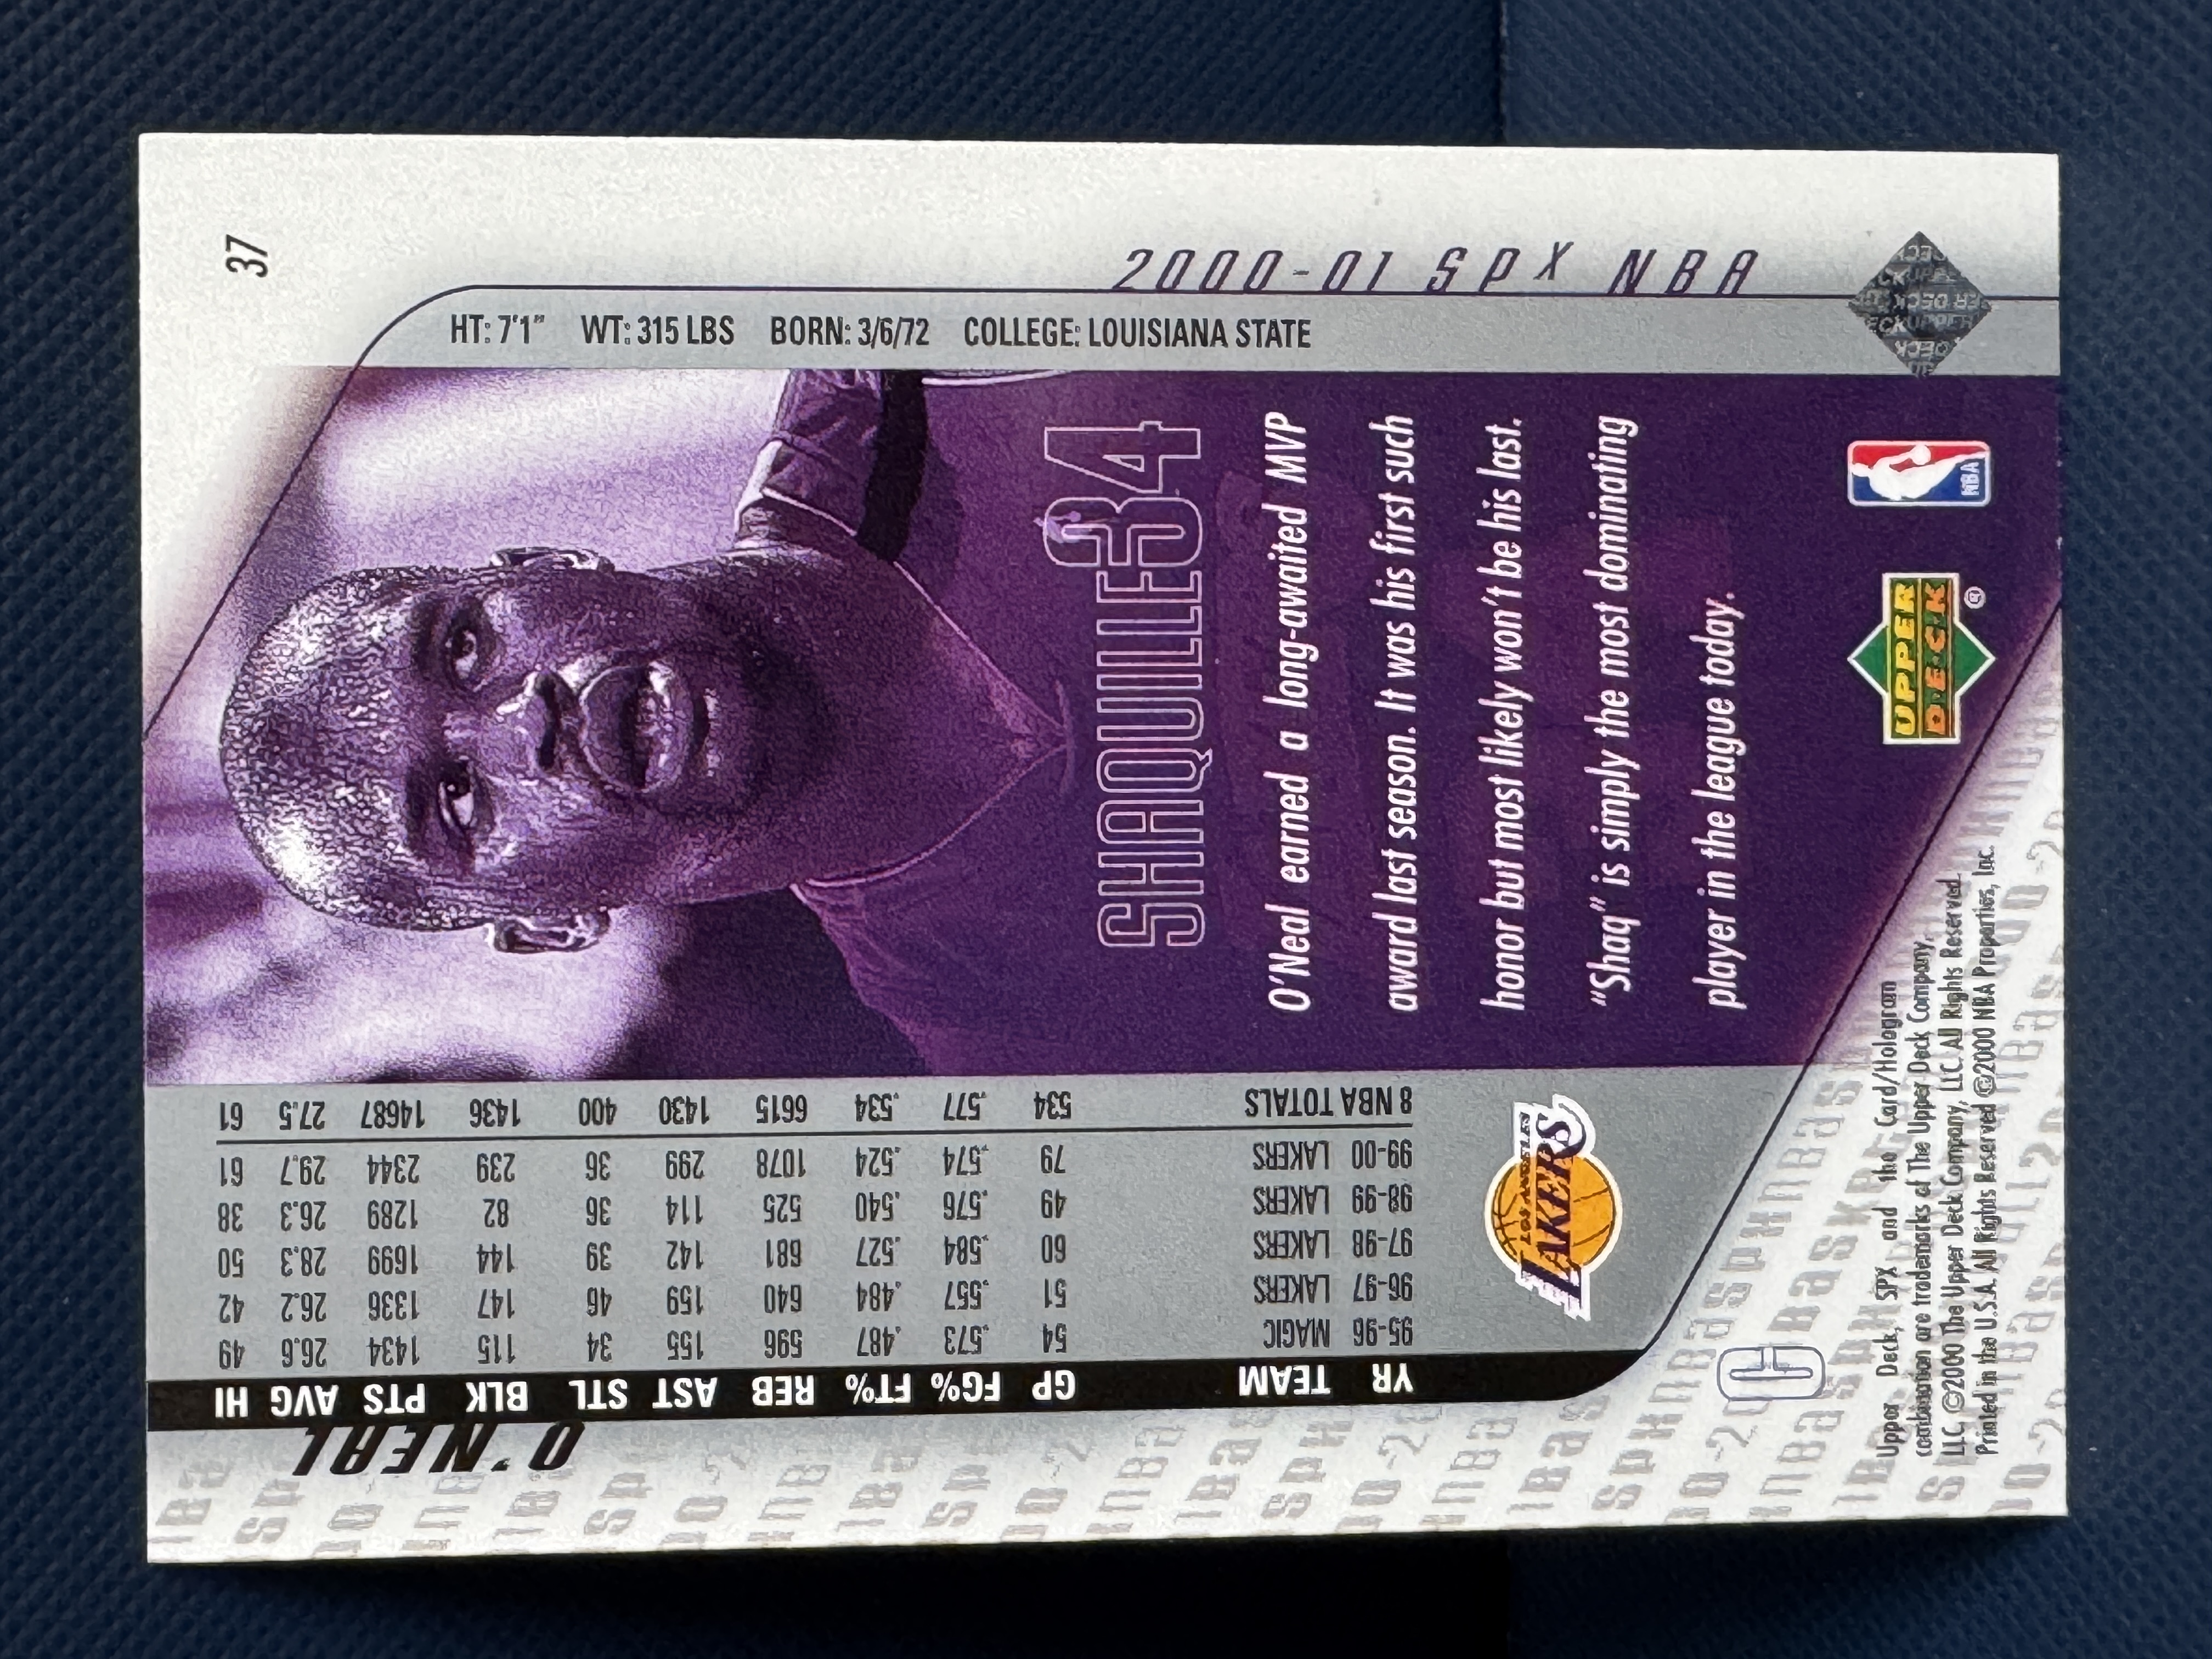 37
2000-01 SPX NBA
HT: 7'1" WT: 315 LBS BORN: 3/6/72 COLLEGE: LOUISIANA STATE
SHAQUILLE 34
O'Neal earned a long-awaited MVP
award last season. It was his first such
honor but most likely won't be his last.
"Shaq" is simply the most dominating
player in the league today.
NBA
UPPER
DECK
®
O'NEAL
C
YR TEAM GP FG% FT% REB AST STL BLK PTS AVG HI
95-96 MAGIC 54 .573 .487 596 155 34 115 1434 26.6 49
96-97 LAKERS 51 .557 .484 640 159 46 147 1336 26.2 42
97-98 LAKERS 60 .584 .527 681 142 39 144 1699 28.3 50
98-99 LAKERS 49 .576 .540 525 114 36 82 1289 26.3 38
99-00 LAKERS 79 .574 .524 1078 299 36 239 2344 29.7 61
8 NBA TOTALS 534 .577 .534 6615 1430 400 1436 14687 27.5 61
LOS ANGELES
LAKERS
Upper Deck, SPX and the Card/Hologram
combination are trademarks of The Upper Deck Company,
LLC. ©2000 The Upper Deck Company, LLC. All Rights Reserved.
Printed in the U.S.A. All Rights Reserved ©2000 NBA Properties, Inc.